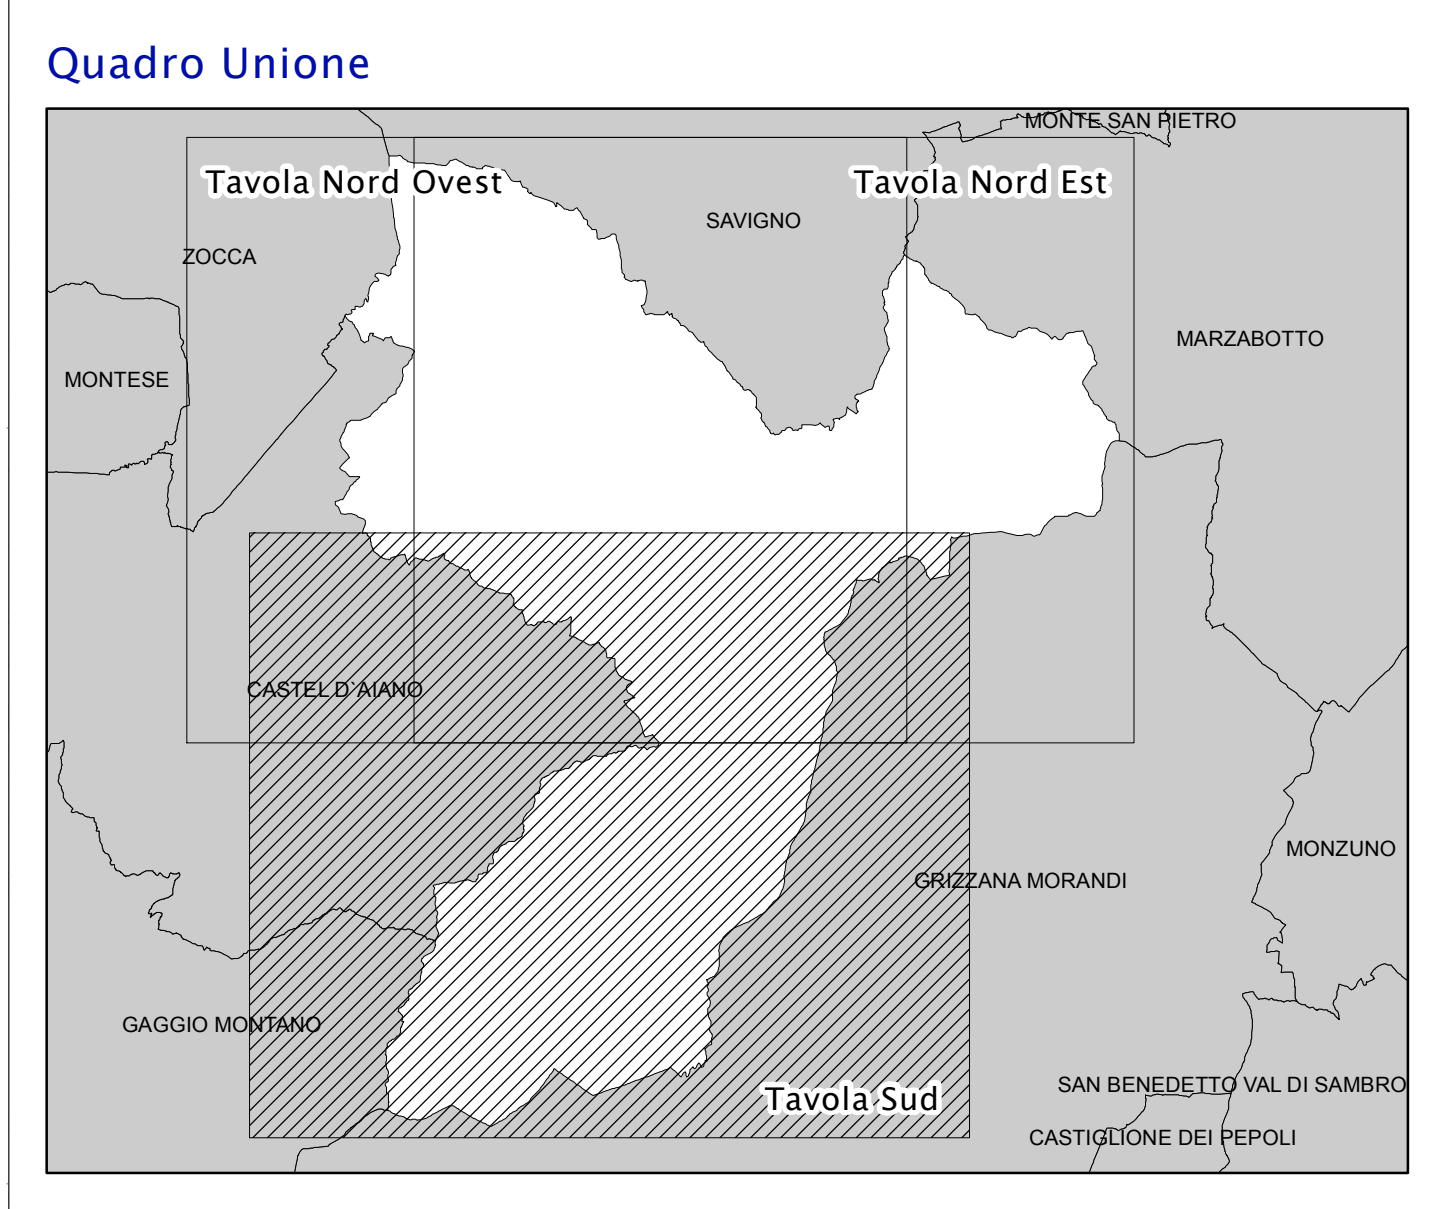 Quadro Unione
MONTE SAN PIETRO
Tavola Nord Ovest
Tavola Nord Est
SAVIGNO
ZOCCA
MARZABOTTO
MONTESE
CASTEL D`AIANO
MONZUNO
GRIZZANA MORANDI
GAGGIO MONTANO
SAN BENEDETTO VAL DI SAMBRO
Tavola Sud
CASTIGLIONE DEI PEPOLI